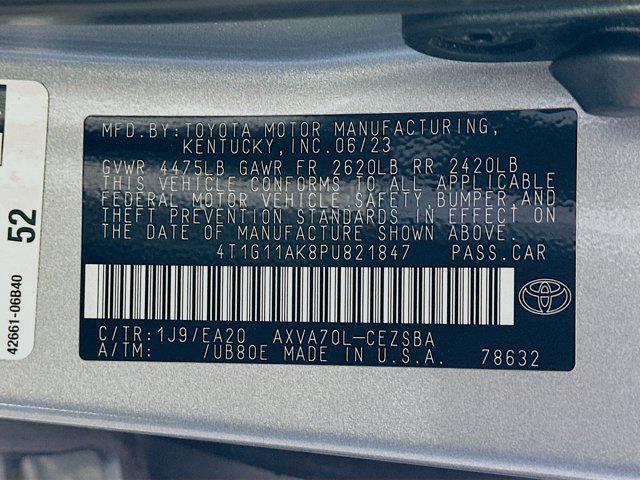 MFD.BY:TOYOTA MOTOR MANUFACTURING,
KENTUCKY, INC.06/23
GVWR 4475LB GAWR FR 2620LB RR 2420LB
THIS VEHICLE CONFORMS TO ALL APPLICABLE
FEDERAL MOTOR VEHICLE SAFETY, BUMPER AND
THEFT PREVENTION STANDARDS IN EFFECT ON
THE DATE OF MANUFACTURE SHOWN ABOVE.
4T1G11AK8PU821847 PASS.CAR
C/TR:1J9/EA20 AXVA70L-CEZSBA
A/TM: /UB80E MADE IN U.S.A. 78632
52
42661-06B40